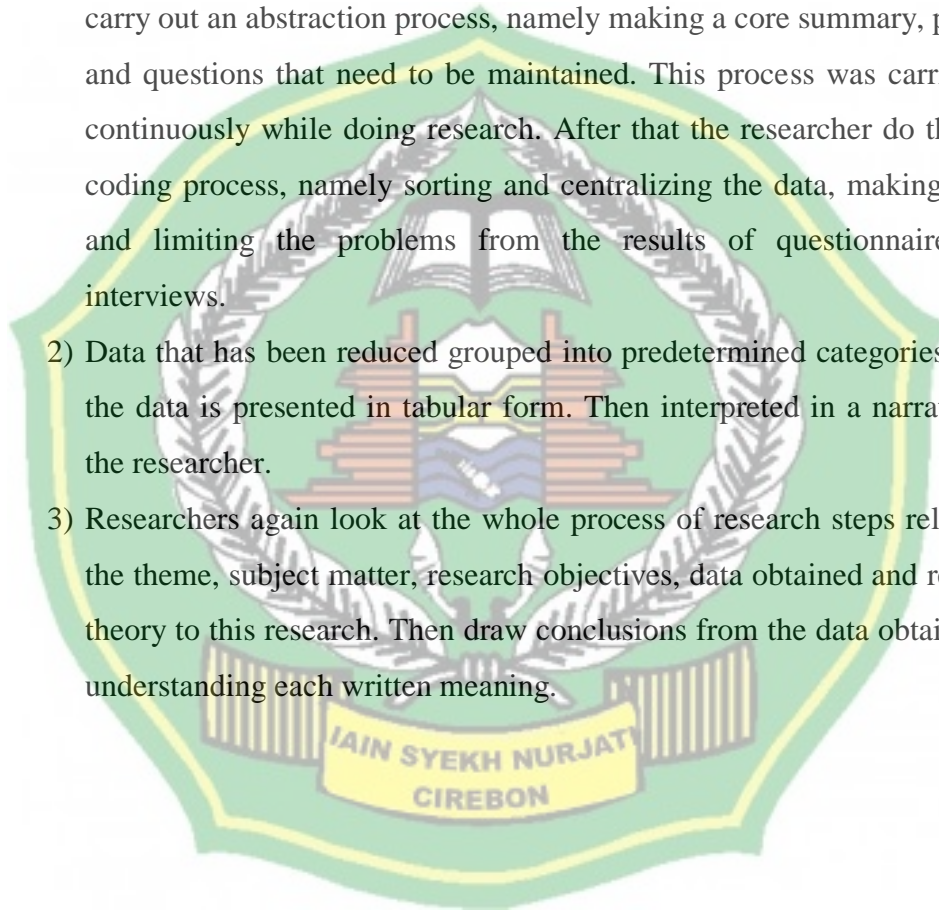 carry out an abstraction process, namely making a core summary, p
and questions that need to be maintained. This process was carr
continuously while doing research. After that the researcher do th
coding process, namely sorting and centralizing the data, making
and limiting the problems from the results of questionnaire
interviews.
2) Data that has been reduced grouped into predetermined categories
the data is presented in tabular form. Then interpreted in a narra
the researcher.
3) Researchers again look at the whole process of research steps rel
the theme, subject matter, research objectives, data obtained and r
theory to this research. Then draw conclusions from the data obtai
understanding each written meaning.
IAIN SYEKH NURJATI
CIREBON